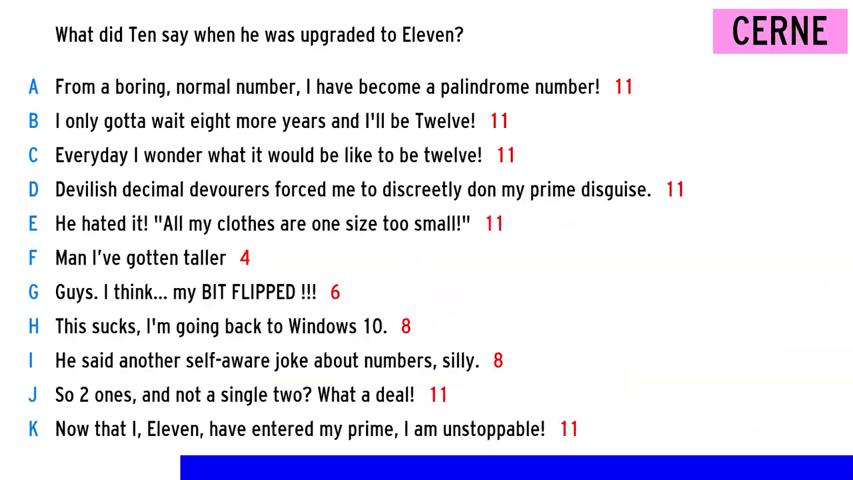 What did Ten say when he was upgraded to Eleven?
CERNE
A From a boring, normal number, I have become a palindrome number! 11
B I only gotta wait eight more years and I'll be Twelve! 11
C Everyday I wonder what it would be like to be twelve! 11
D Devilish decimal devourers forced me to discreetly don my prime disguise. 11
E He hated it! "All my clothes are one size too small!" 11
F Man I’ve gotten taller 4
G Guys. I think... my BIT FLIPPED !!! 6
H This sucks, I'm going back to Windows 10. 8
I He said another self-aware joke about numbers, silly. 8
J So 2 ones, and not a single two? What a deal! 11
K Now that I, Eleven, have entered my prime, I am unstoppable! 11